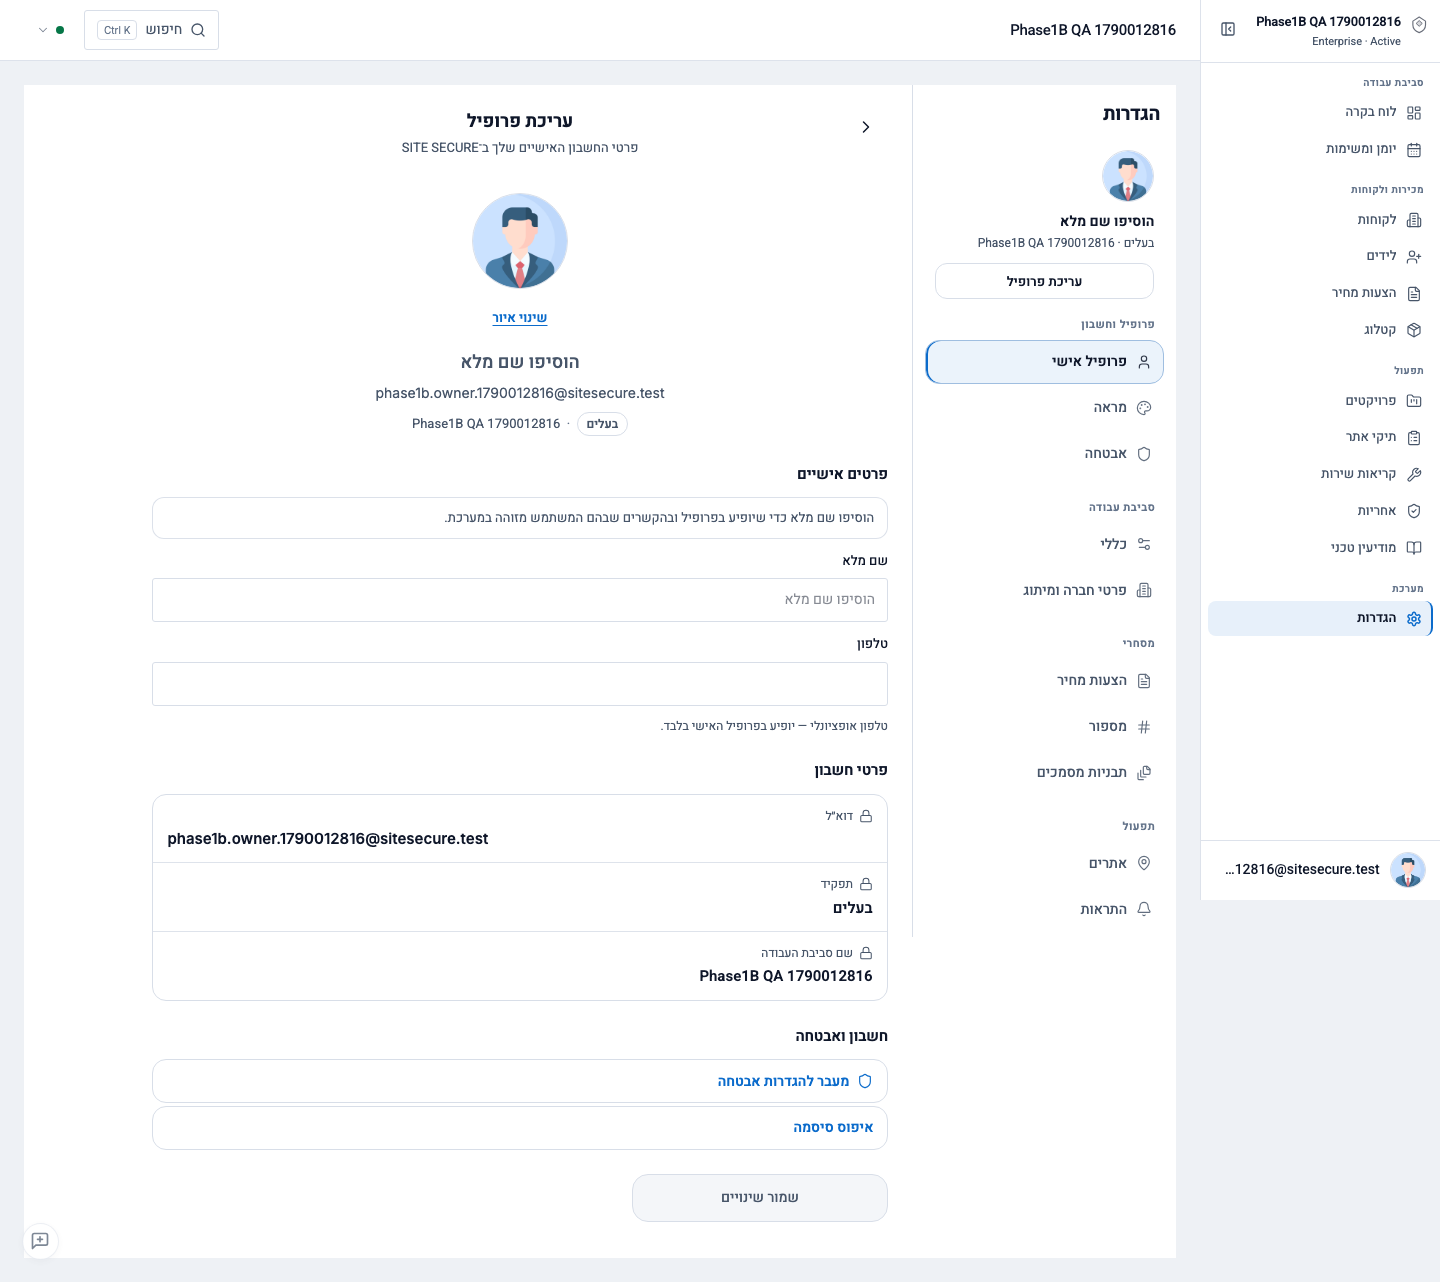 Phase1B QA 1790012816
Enterprise · Active
סביבת עבודה
לוח בקרה
יומן ומשימות
מכירות ולקוחות
לקוחות
לידים
הצעות מחיר
קטלוג
תפעול
פרויקטים
תיקי אתר
קריאות שירות
אחריות
מודיעין טכני
מערכת
הגדרות
...12816@sitesecure.test
Phase1B QA 1790012816
חיפוש
Ctrl K
הגדרות
הוסיפו שם מלא
בעלים · Phase1B QA 1790012816
עריכת פרופיל
פרופיל וחשבון
פרופיל אישי
מראה
אבטחה
סביבת עבודה
כללי
פרטי חברה ומיתוג
מסחרי
הצעות מחיר
מספור
תבניות מסמכים
תפעול
אתרים
התראות
עריכת פרופיל
פרטי החשבון האישיים שלך ב־SITE SECURE
שינוי איור
הוסיפו שם מלא
phase1b.owner.1790012816@sitesecure.test
בעלים · Phase1B QA 1790012816
פרטים אישיים
הוסיפו שם מלא כדי שיופיע בפרופיל ובהקשרים שבהם המשתמש מזוהה במערכת.
שם מלא
הוסיפו שם מלא
טלפון
טלפון אופציונלי — יופיע בפרופיל האישי בלבד.
פרטי חשבון
דוא״ל
phase1b.owner.1790012816@sitesecure.test
תפקיד
בעלים
שם סביבת העבודה
Phase1B QA 1790012816
חשבון ואבטחה
מעבר להגדרות אבטחה
איפוס סיסמה
שמור שינויים